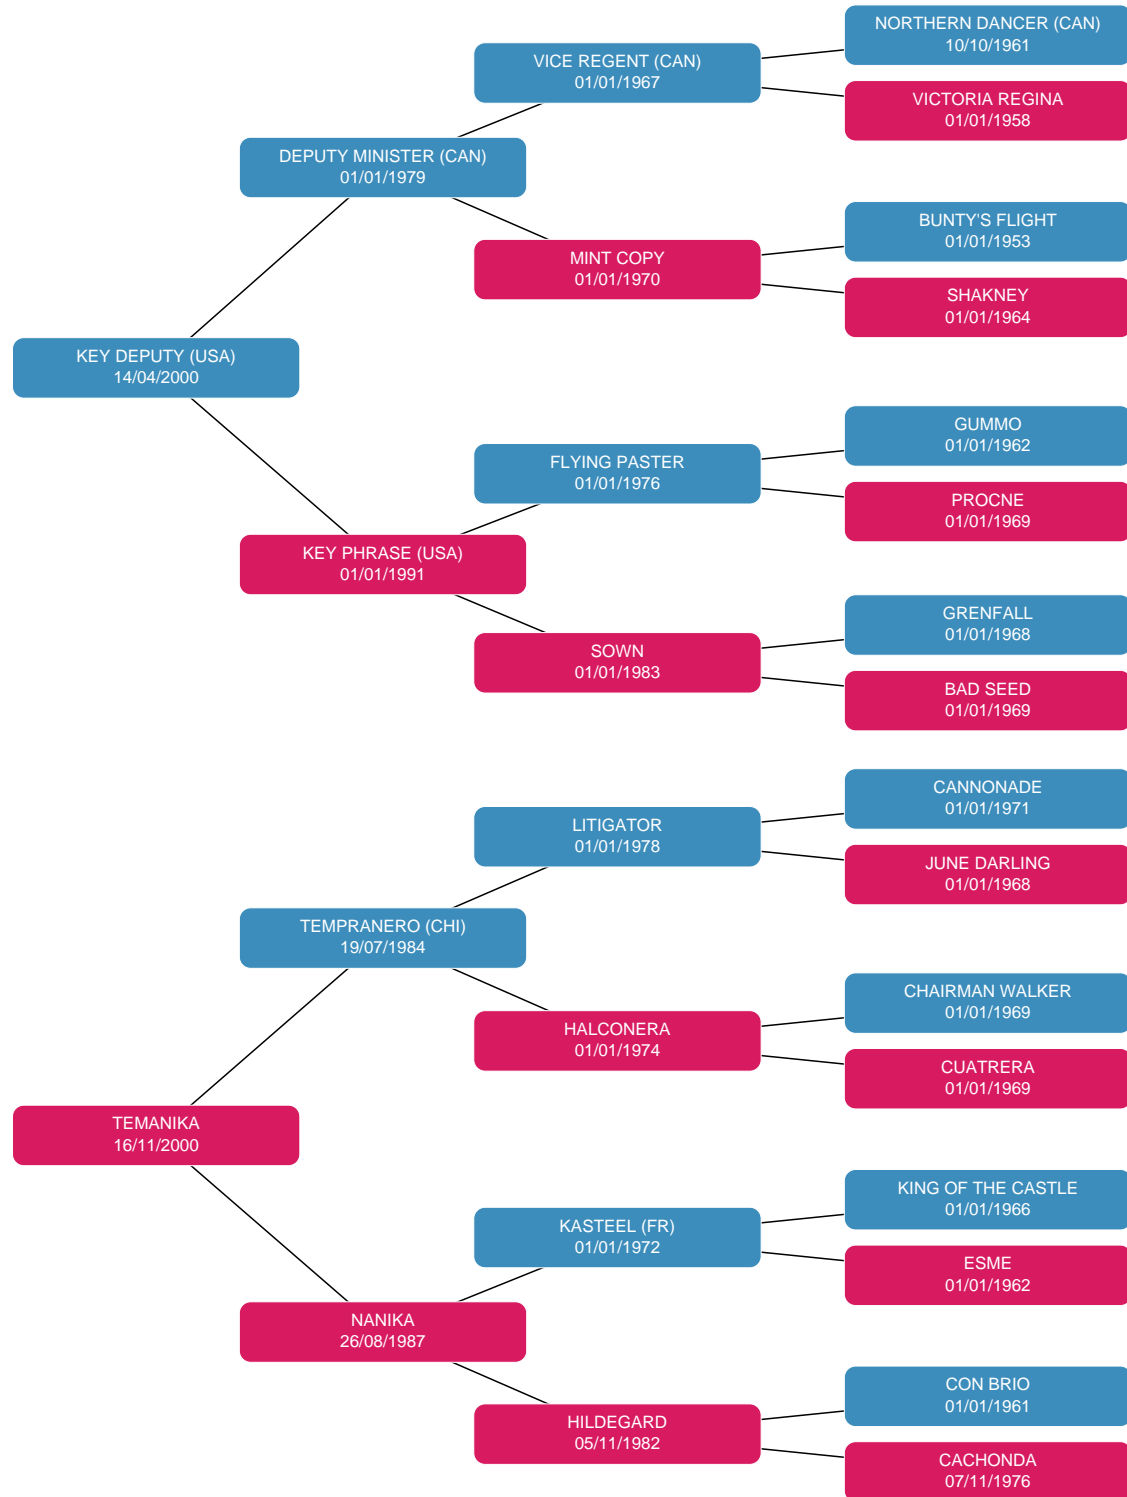 NORTHERN DANCER (CAN)
10/10/1961
VICE REGENT (CAN)
01/01/1967
VICTORIA REGINA
01/01/1958
DEPUTY MINISTER (CAN)
01/01/1979
BUNTY'S FLIGHT
01/01/1953
MINT COPY
01/01/1970
SHAKNEY
01/01/1964
KEY DEPUTY (USA)
14/04/2000
GUMMO
01/01/1962
FLYING PASTER
01/01/1976
PROCNE
01/01/1969
KEY PHRASE (USA)
01/01/1991
GRENFALL
01/01/1968
SOWN
01/01/1983
BAD SEED
01/01/1969
CANNONADE
01/01/1971
LITIGATOR
01/01/1978
JUNE DARLING
01/01/1968
TEMPRANERO (CHI)
19/07/1984
CHAIRMAN WALKER
01/01/1969
HALCONERA
01/01/1974
CUATRERA
01/01/1969
TEMANIKA
16/11/2000
KING OF THE CASTLE
01/01/1966
KASTEEL (FR)
01/01/1972
ESME
01/01/1962
NANIKA
26/08/1987
CON BRIO
01/01/1961
HILDEGARD
05/11/1982
CACHONDA
07/11/1976